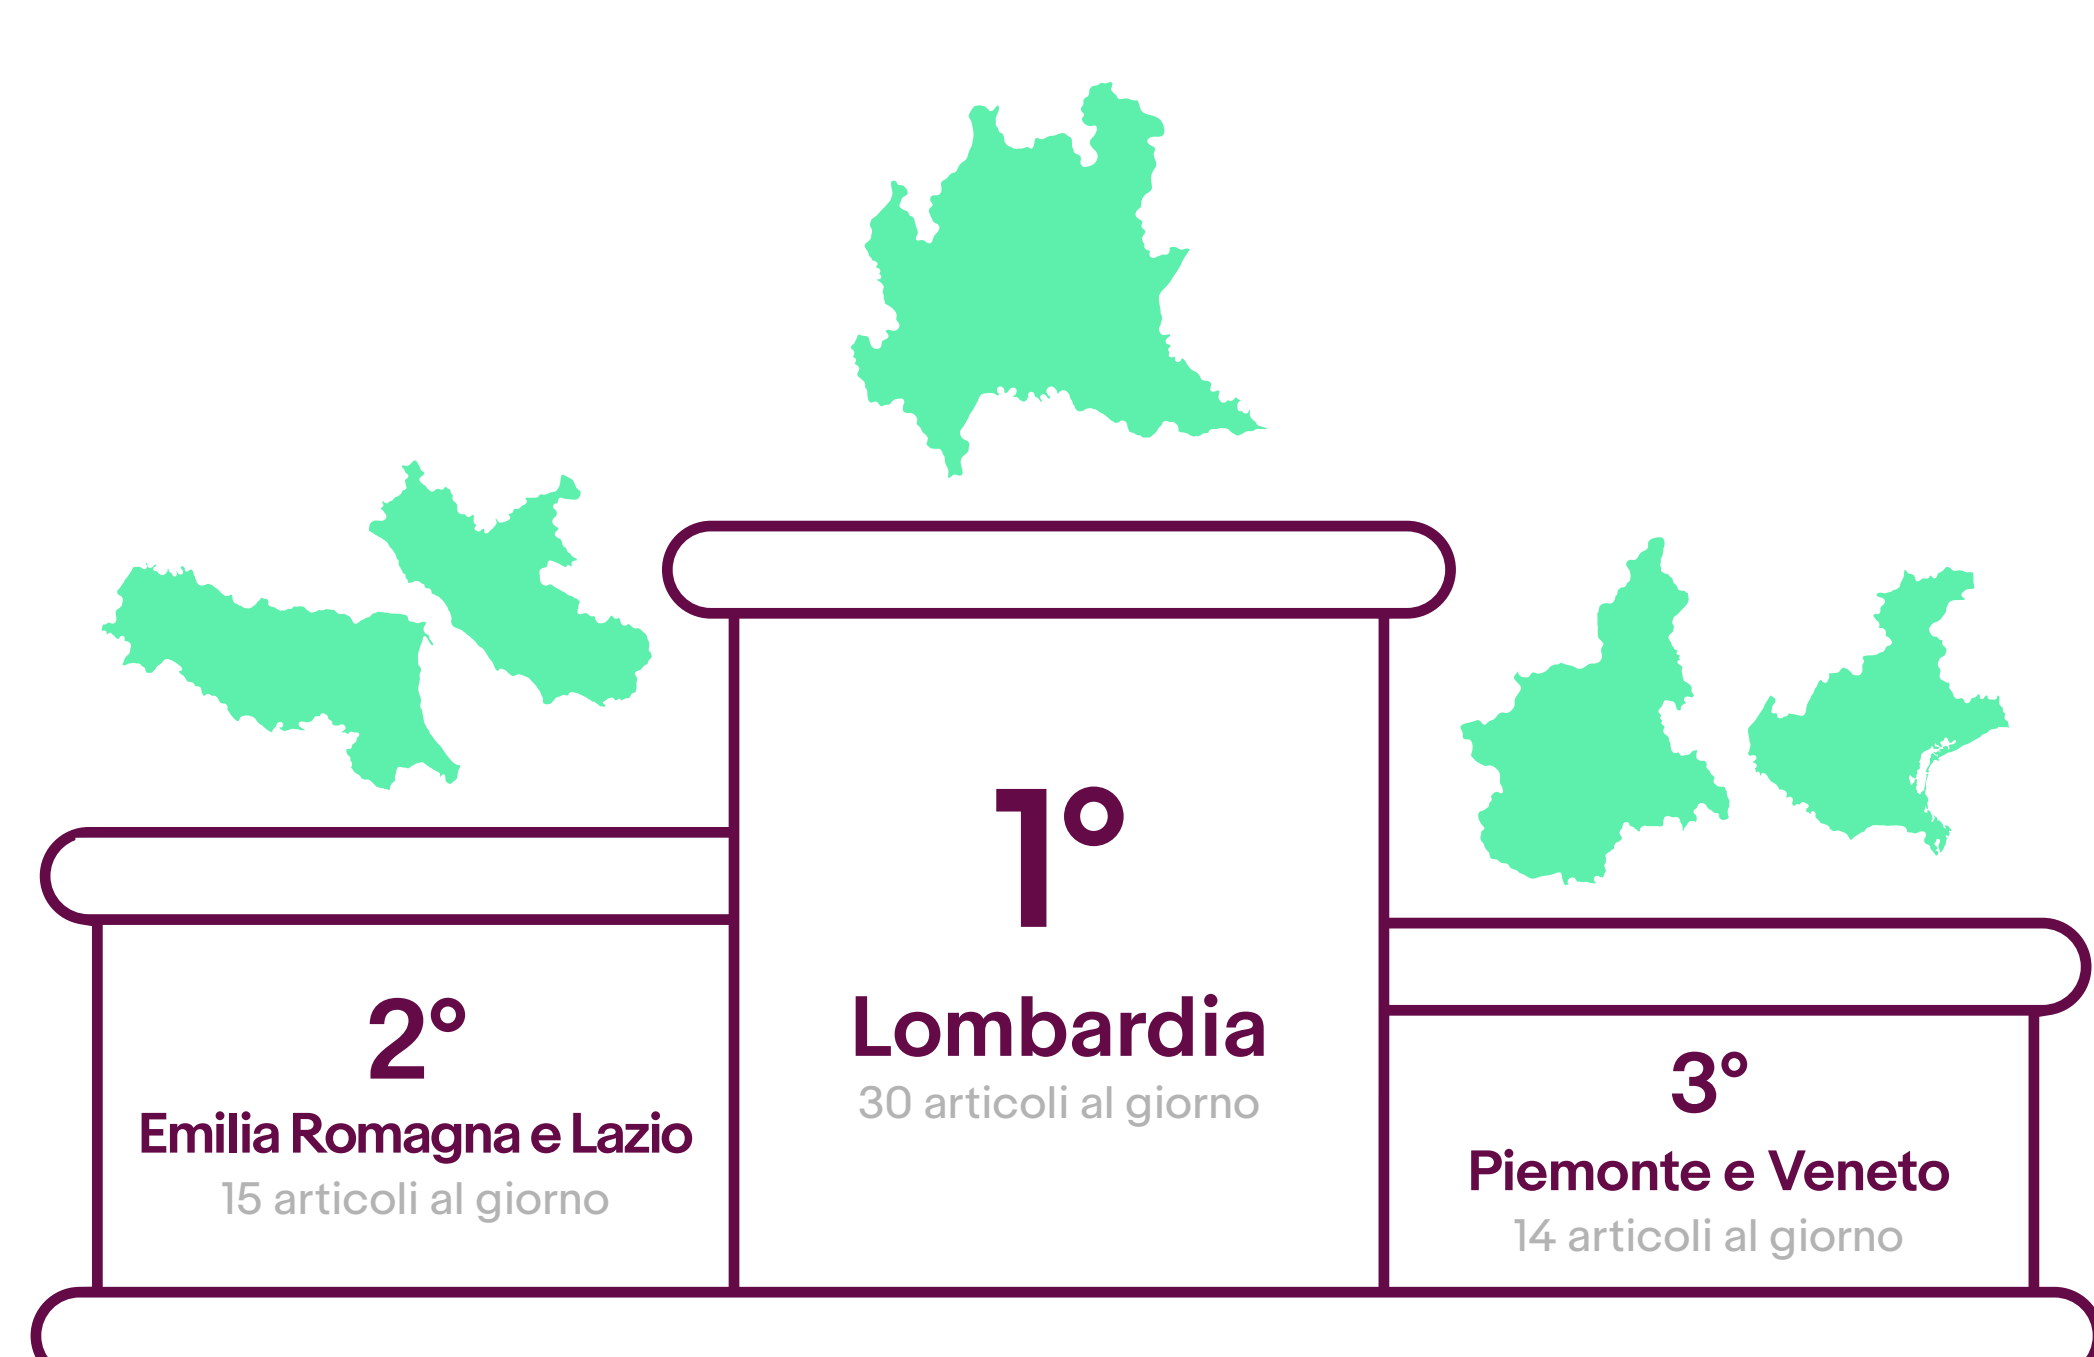 1°
Lombardia
30 articoli al giorno
2°
Emilia Romagna e Lazio
15 articoli al giorno
3°
Piemonte e Veneto
14 articoli al giorno